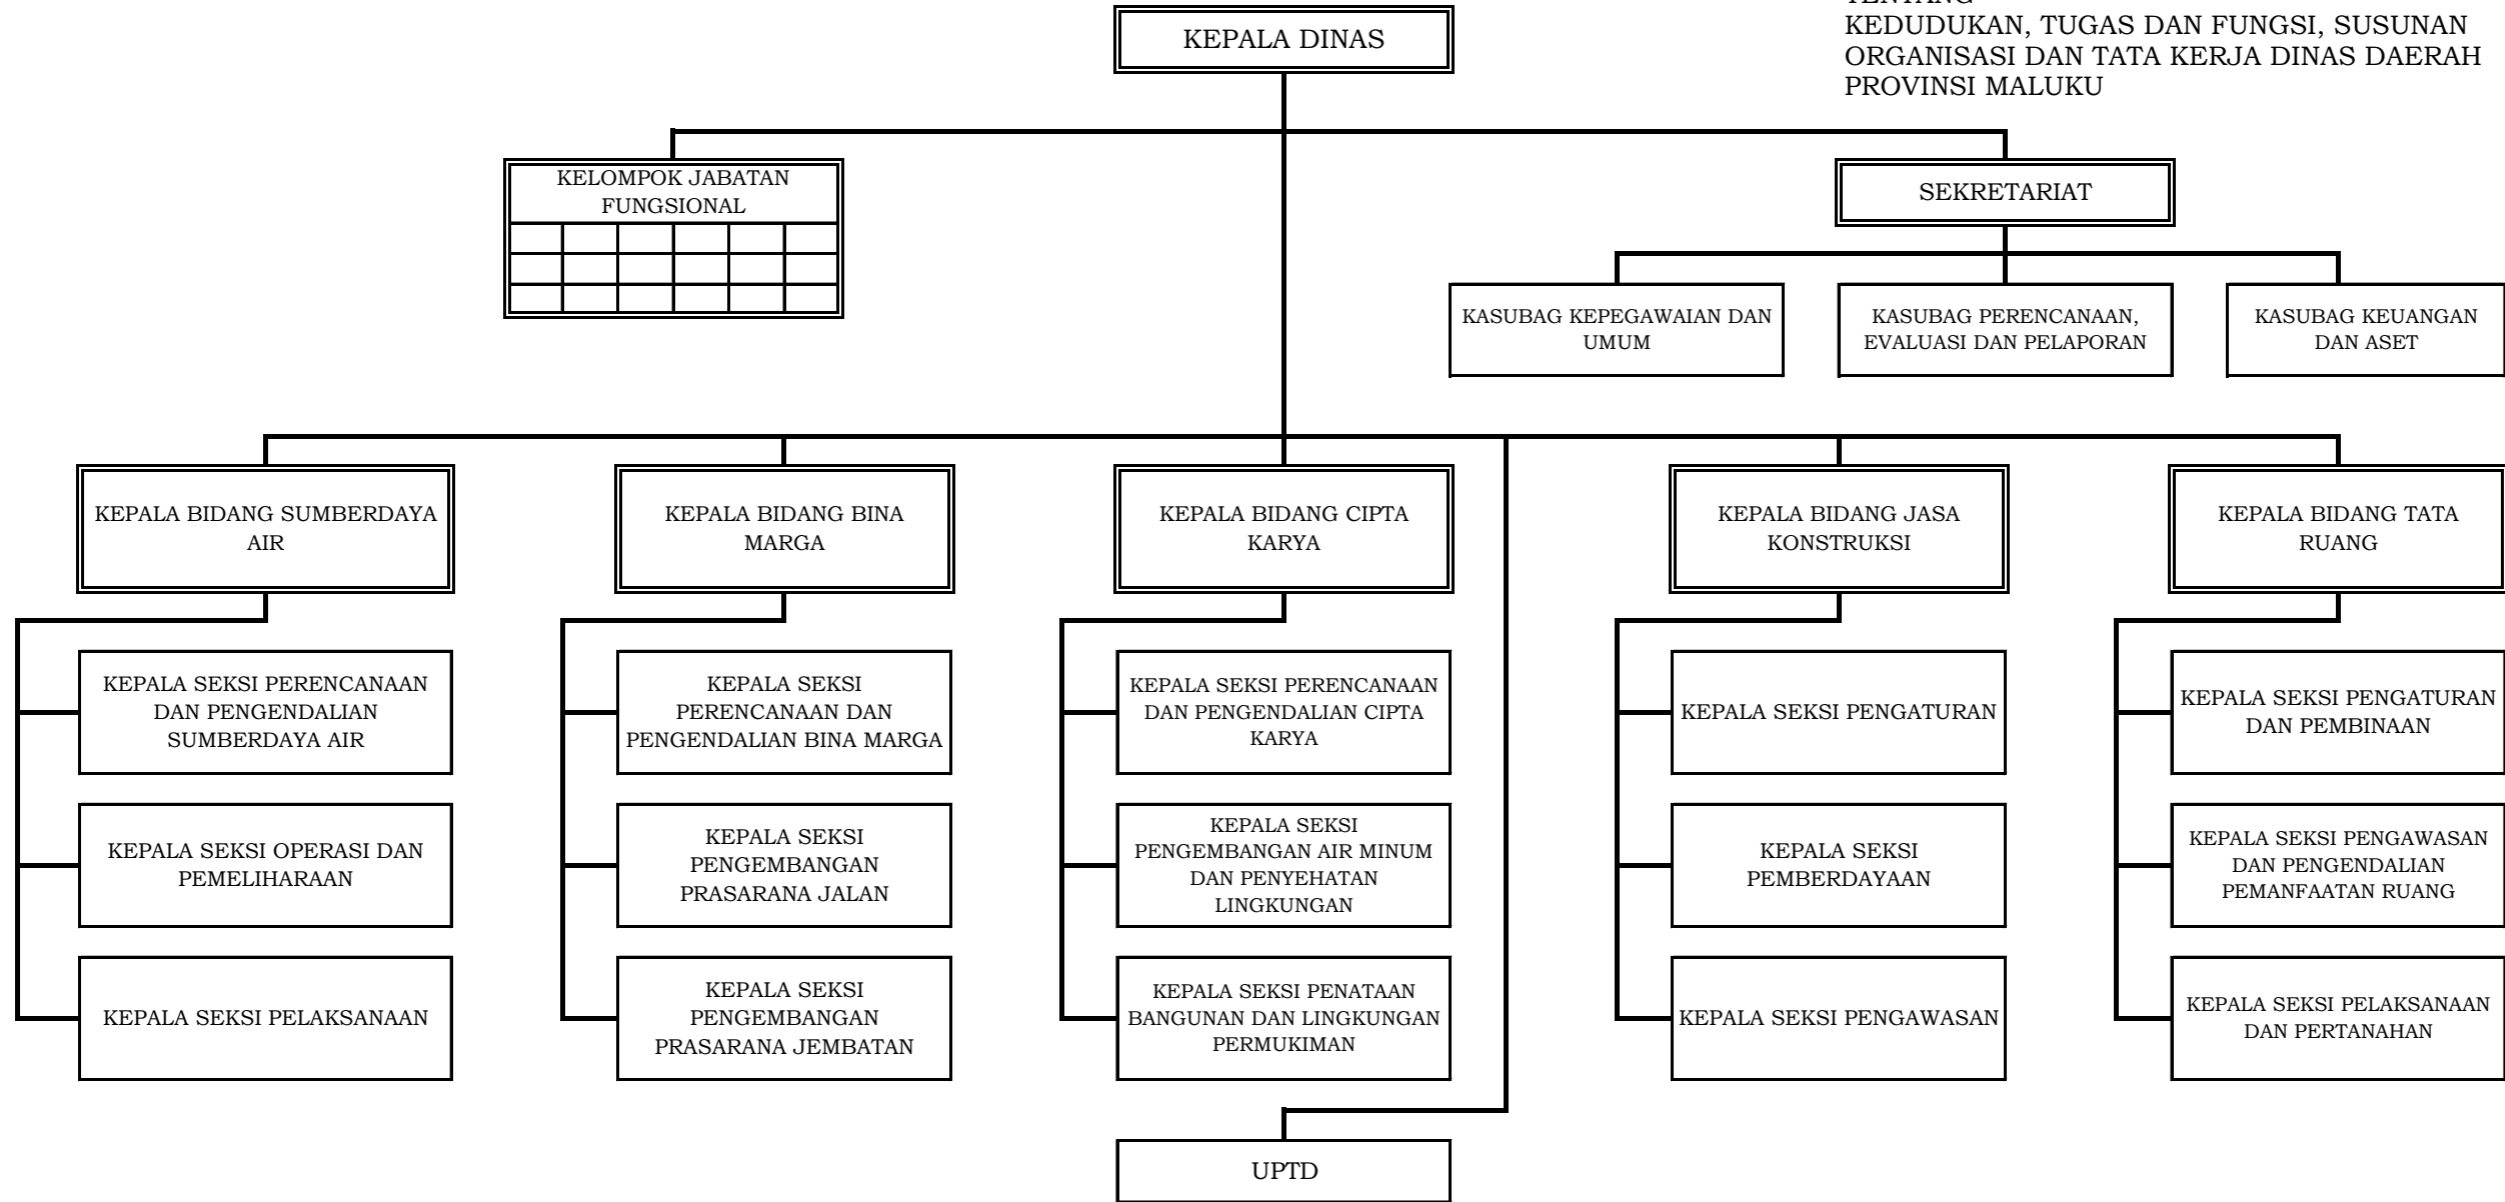 TENTANG
KEDUDUKAN, TUGAS DAN FUNGSI, SUSUNAN
ORGANISASI DAN TATA KERJA DINAS DAERAH
PROVINSI MALUKU
KEPALA DINAS
KELOMPOK JABATAN
FUNGSIONAL
SEKRETARIAT
KASUBAG KEPEGAWAIAN DAN
UMUM
KASUBAG PERENCANAAN,
EVALUASI DAN PELAPORAN
KASUBAG KEUANGAN
DAN ASET
KEPALA BIDANG SUMBERDAYA
AIR
KEPALA BIDANG BINA
MARGA
KEPALA BIDANG CIPTA
KARYA
KEPALA BIDANG JASA
KONSTRUKSI
KEPALA BIDANG TATA
RUANG
KEPALA SEKSI PERENCANAAN
DAN PENGENDALIAN
SUMBERDAYA AIR
KEPALA SEKSI
PERENCANAAN DAN
PENGENDALIAN BINA MARGA
KEPALA SEKSI PERENCANAAN
DAN PENGENDALIAN CIPTA
KARYA
KEPALA SEKSI PENGATURAN
KEPALA SEKSI PENGATURAN
DAN PEMBINAAN
KEPALA SEKSI OPERASI DAN
PEMELIHARAAN
KEPALA SEKSI
PENGEMBANGAN
PRASARANA JALAN
KEPALA SEKSI
PENGEMBANGAN AIR MINUM
DAN PENYEHATAN
LINGKUNGAN
KEPALA SEKSI
PEMBERDAYAAN
KEPALA SEKSI PENGAWASAN
DAN PENGENDALIAN
PEMANFAATAN RUANG
KEPALA SEKSI PELAKSANAAN
KEPALA SEKSI
PENGEMBANGAN
PRASARANA JEMBATAN
KEPALA SEKSI PENATAAN
BANGUNAN DAN LINGKUNGAN
PERMUKIMAN
KEPALA SEKSI PENGAWASAN
KEPALA SEKSI PELAKSANAAN
DAN PERTANAHAN
UPTD